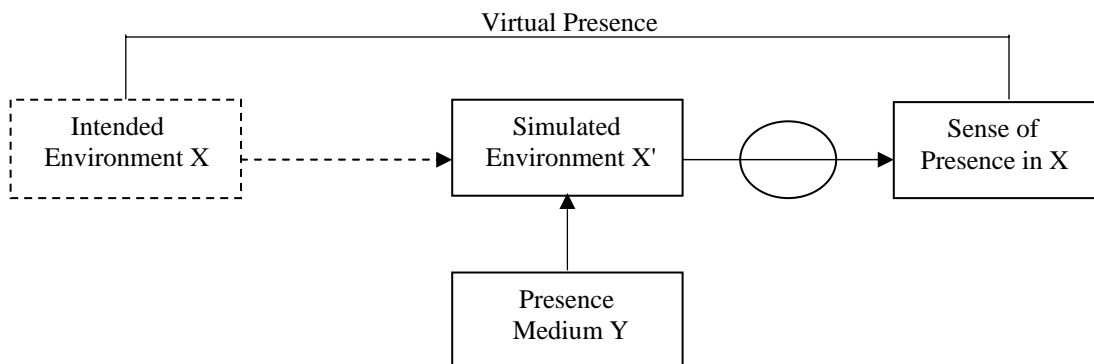 Virtual Presence
Intended
Environment X
Simulated
Environment X'
Sense of
Presence in X
Presence
Medium Y